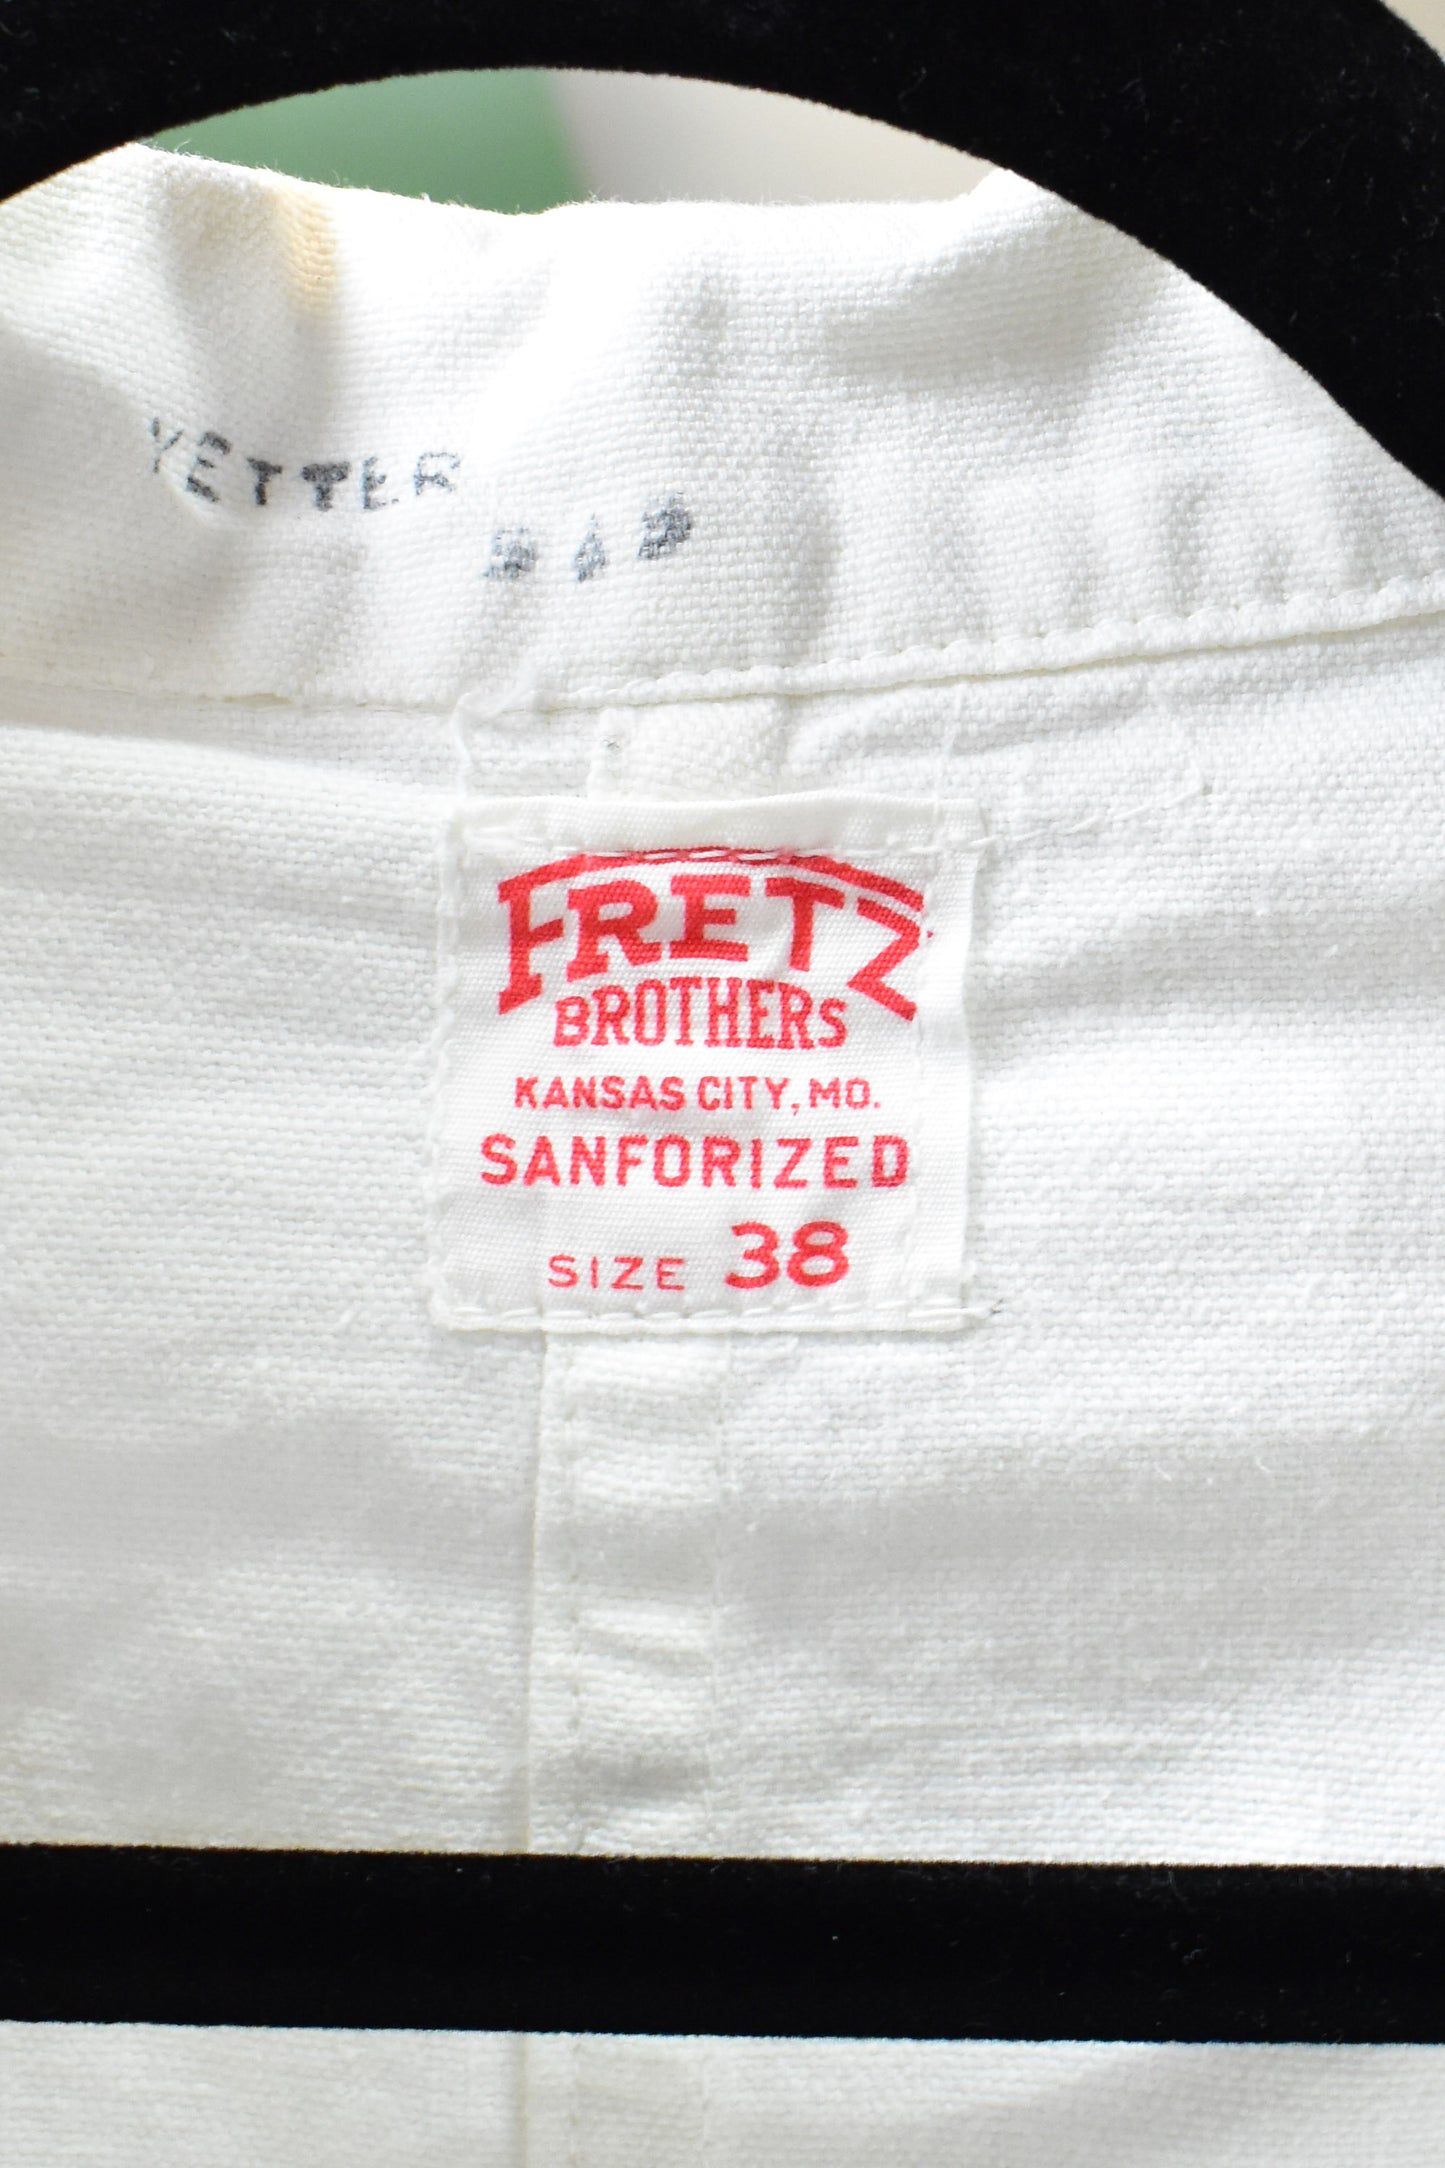 YETTER
FRETZ
BROTHERS
KANSAS CITY, MO.
SANFORIZED
SIZE 38